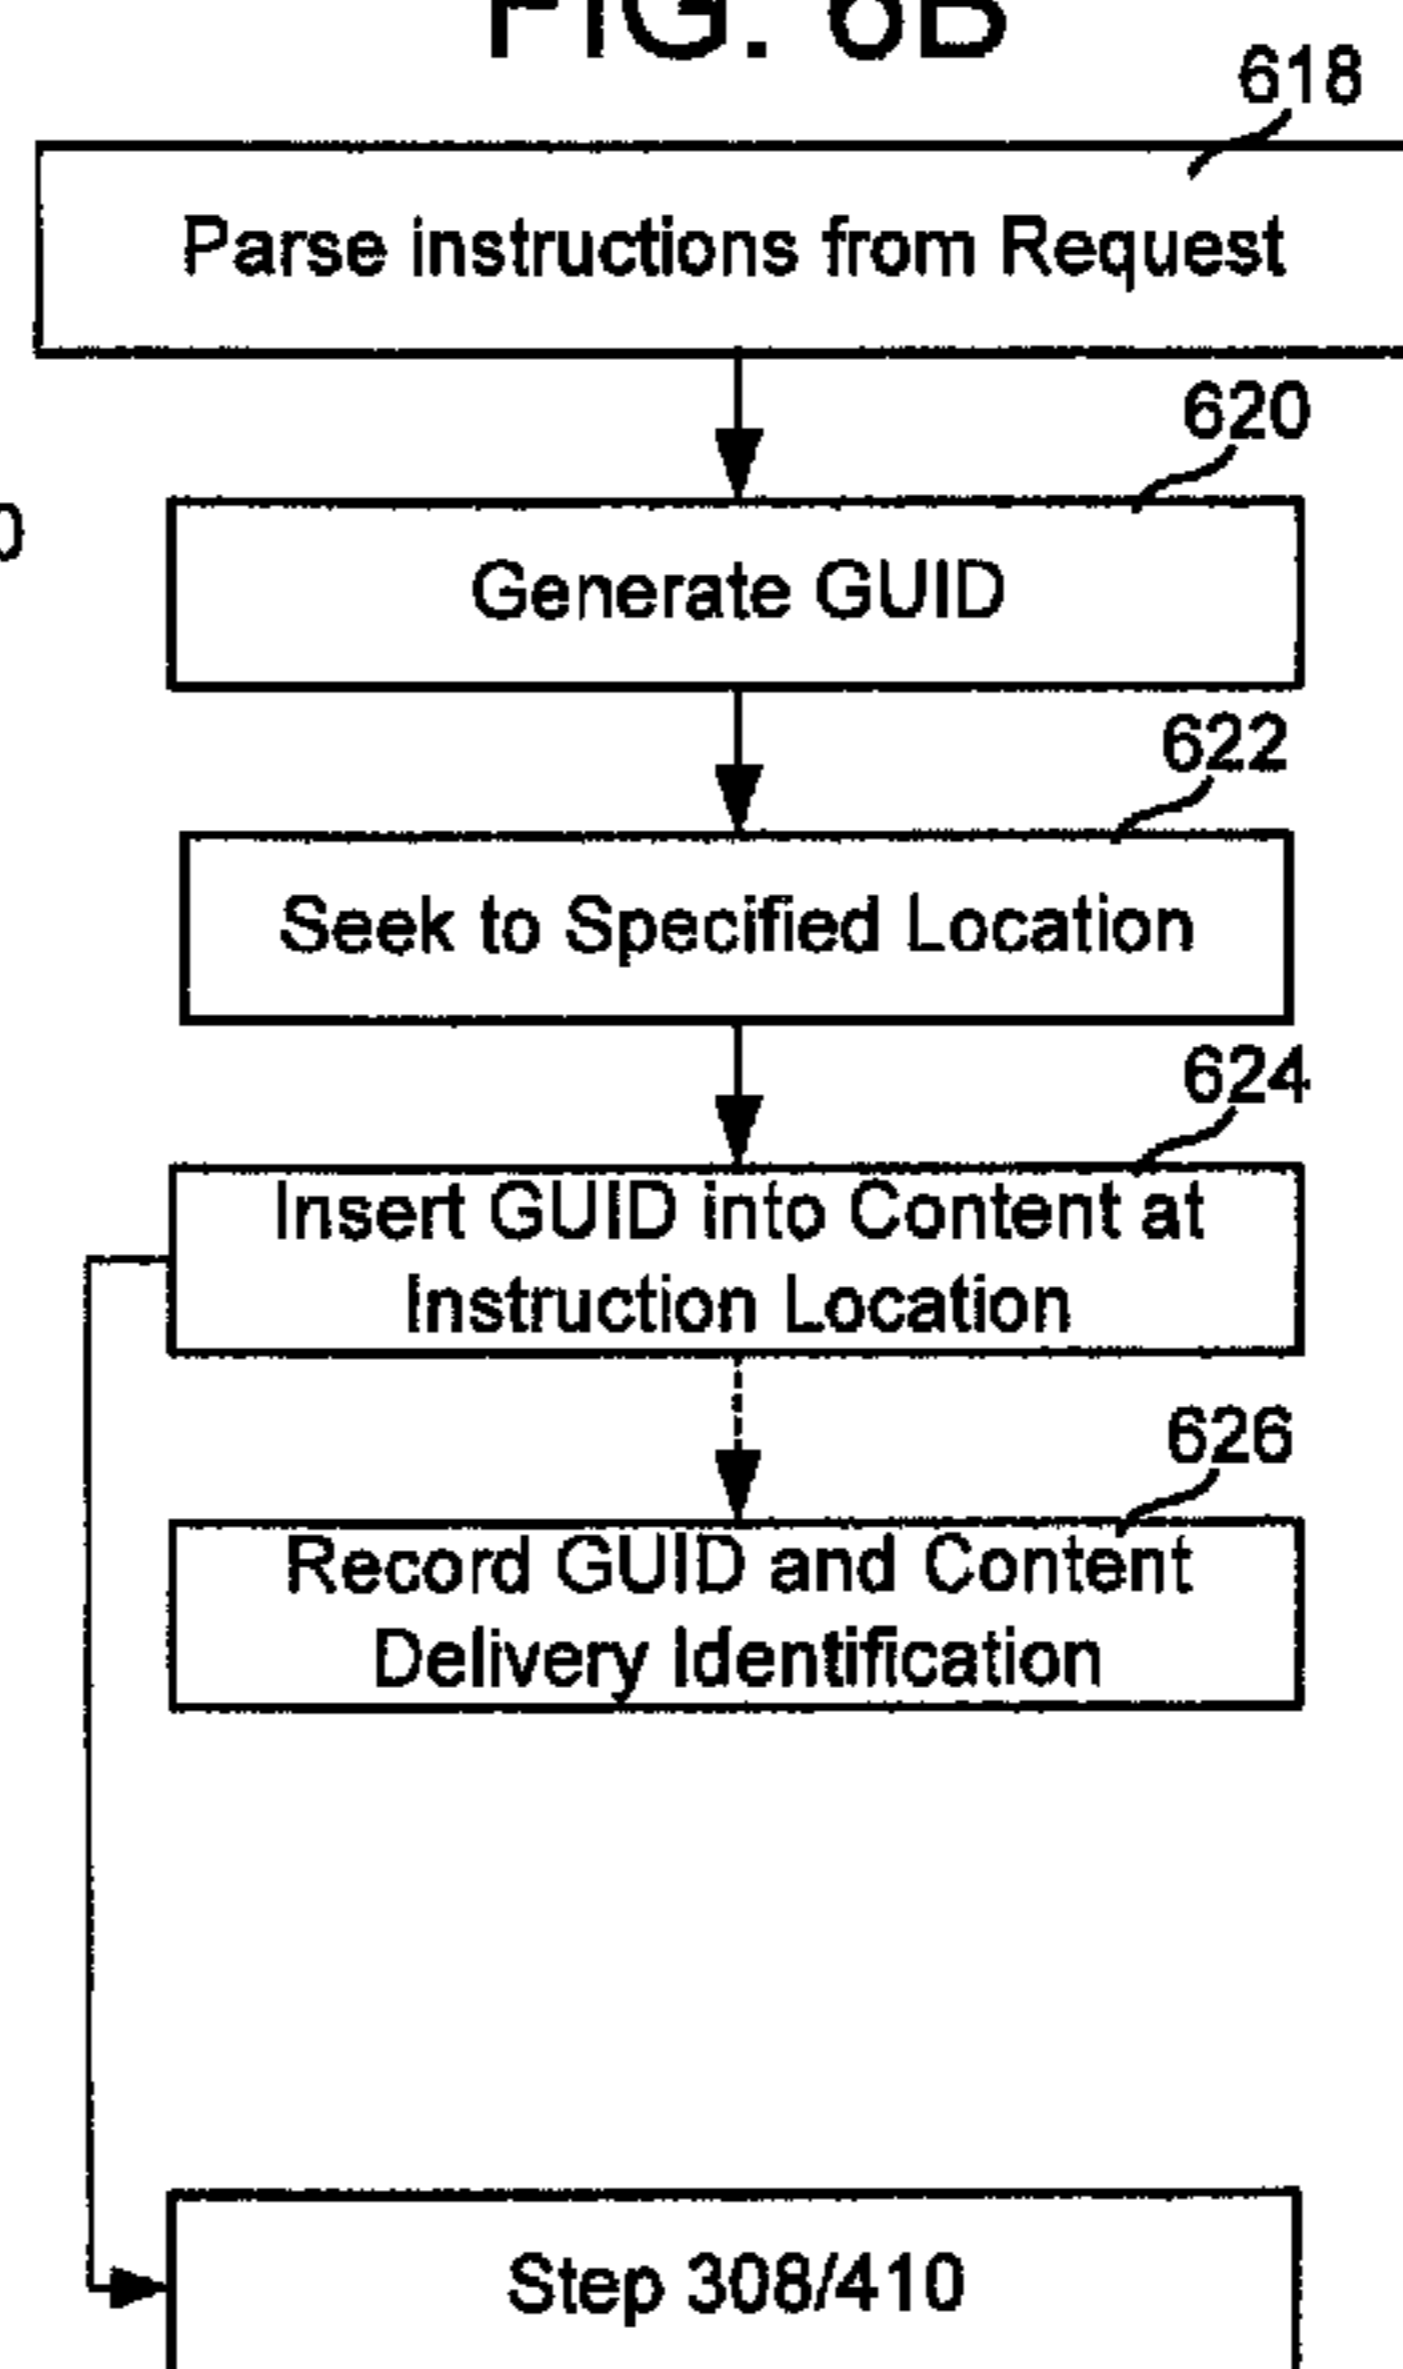 FIG. 6B
618
Parse instructions from Request
620
Generate GUID
622
Seek to Specified Location
624
Insert GUID into Content at
Instruction Location
626
Record GUID and Content
Delivery Identification
Step 308/410